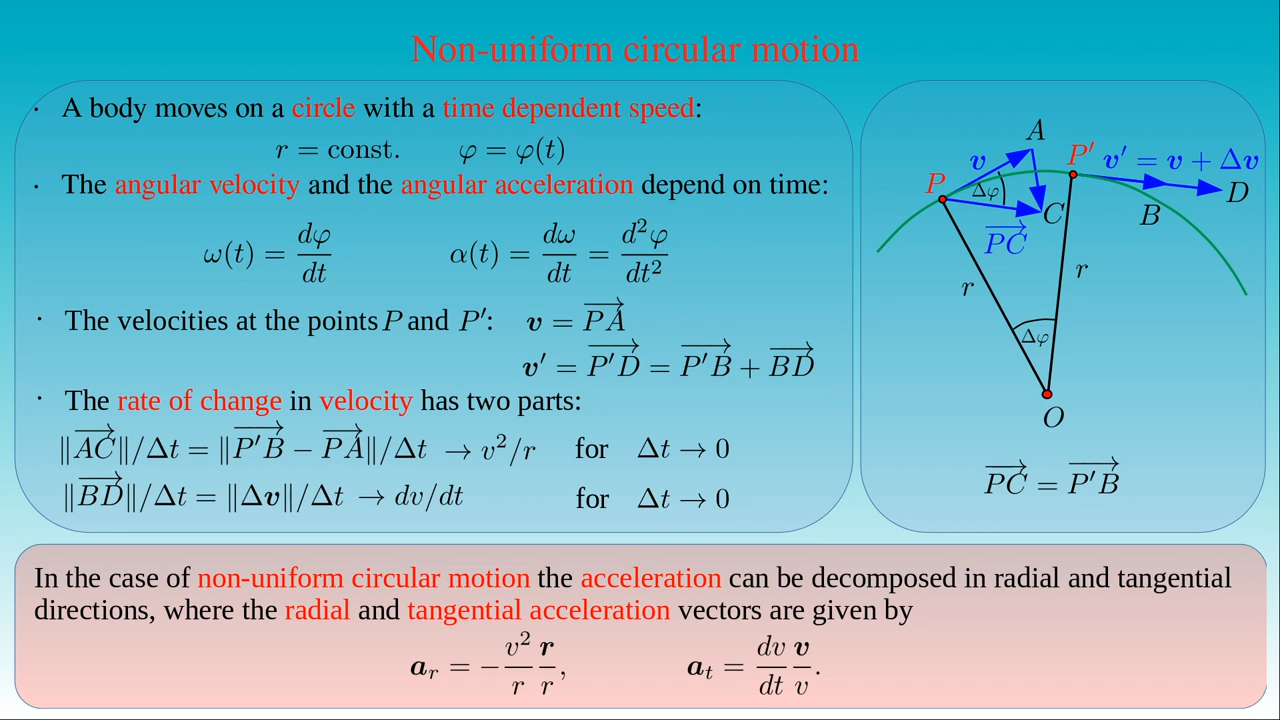 Non-uniform circular motion
· A body moves on a circle with a time dependent speed:
r = const. φ = φ(t)
· The angular velocity and the angular acceleration depend on time:
ω(t) = dφ/dt α(t) = dω/dt = d²φ/dt²
· The velocities at the points P and P′: v = →PA
v′ = →P′D = →P′B + →BD
· The rate of change in velocity has two parts:
‖→AC‖/Δt = ‖→P′B − →PA‖/Δt → v²/r for Δt → 0
‖→BD‖/Δt = ‖Δv‖/Δt → dv/dt for Δt → 0
A
v
P′ v′ = v + Δv
P
Δφ
D
C
B
→PC
r
r
Δφ
O
→PC = →P′B
In the case of non-uniform circular motion the acceleration can be decomposed in radial and tangential
directions, where the radial and tangential acceleration vectors are given by
a_r = − v²/r r/r, a_t = dv/dt v/v.